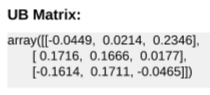 UB Matrix:
array([[-0.0449, 0.0214, 0.2346],
[ 0.1716, 0.1666, 0.0177],
[-0.1614, 0.1711, -0.0465]])